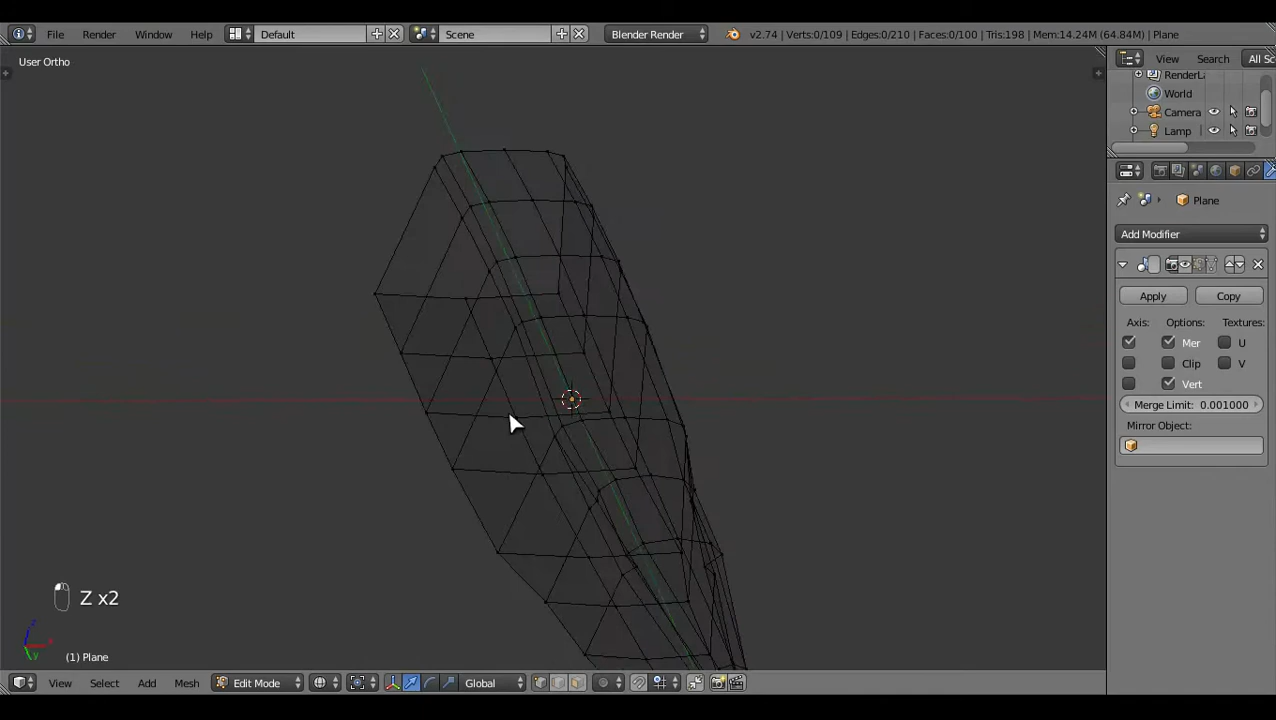 File Render Window Help Default Scene Blender Render v2.74 | Verts:0/109 | Edges:0/210 | Faces:0/100 | Tris:198 | Mem:14.24M (64.84M) | Plane
User Ortho
View Search All Sc
RenderL
World
Camera
Lamp
Plane
Add Modifier
Apply Copy
Axis: Options: Textures:
Mer U
Clip V
Vert
Merge Limit: 0.001000
Mirror Object:
Z x2
z
x
y
(1) Plane
View Select Add Mesh Edit Mode Global